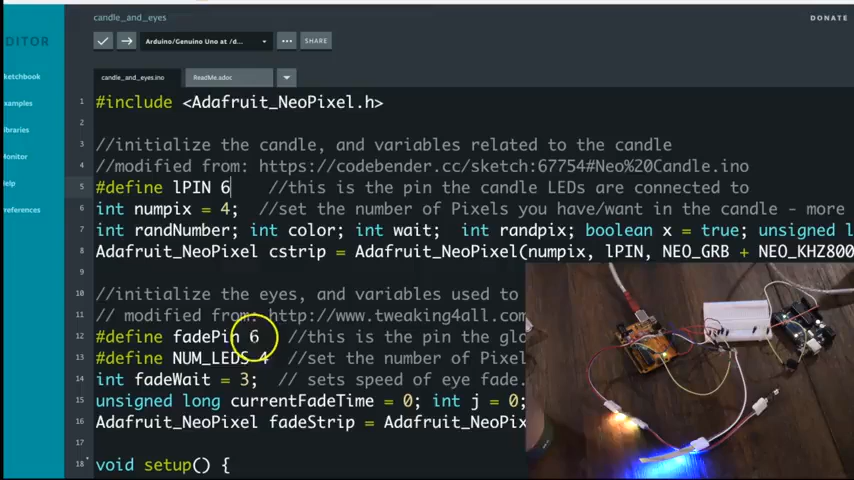 candle_and_eyes
DONATE
DITOR
Arduino/Genuino Uno at /d...
SHARE
ketchbook
xamples
ibraries
onitor
elp
references
candle_and_eyes.ino
ReadMe.adoc
1 #include <Adafruit_NeoPixel.h>
2
3 //initialize the candle, and variables related to the candle
4 //modified from: https://codebender.cc/sketch:67754#Neo%20Candle.ino
5 #define lPIN 6 //this is the pin the candle LEDs are connected to
6 int numpix = 4; //set the number of Pixels you have/want in the candle - more
7 int randNumber; int color; int wait; int randpix; boolean x = true; unsigned l
8 Adafruit_NeoPixel cstrip = Adafruit_NeoPixel(numpix, lPIN, NEO_GRB + NEO_KHZ800
9
10 //initialize the eyes, and variables used to
11 // modified from: http://www.tweaking4all.com
12 #define fadePin 6 //this is the pin the glo
13 #define NUM_LEDS 4 //set the number of Pixel
14 int fadeWait = 3; // sets speed of eye fade.
15 unsigned long currentFadeTime = 0; int j = 0;
16 Adafruit_NeoPixel fadeStrip = Adafruit_NeoPix
18 void setup() {